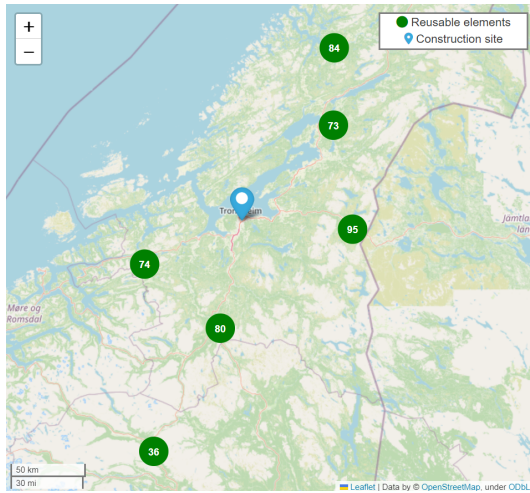 +
−
Reusable elements
Construction site
84
73
95
74
80
36
Møre og
Romsdal
50 km
30 mi
Leaflet | Data by © OpenStreetMap, under ODbL